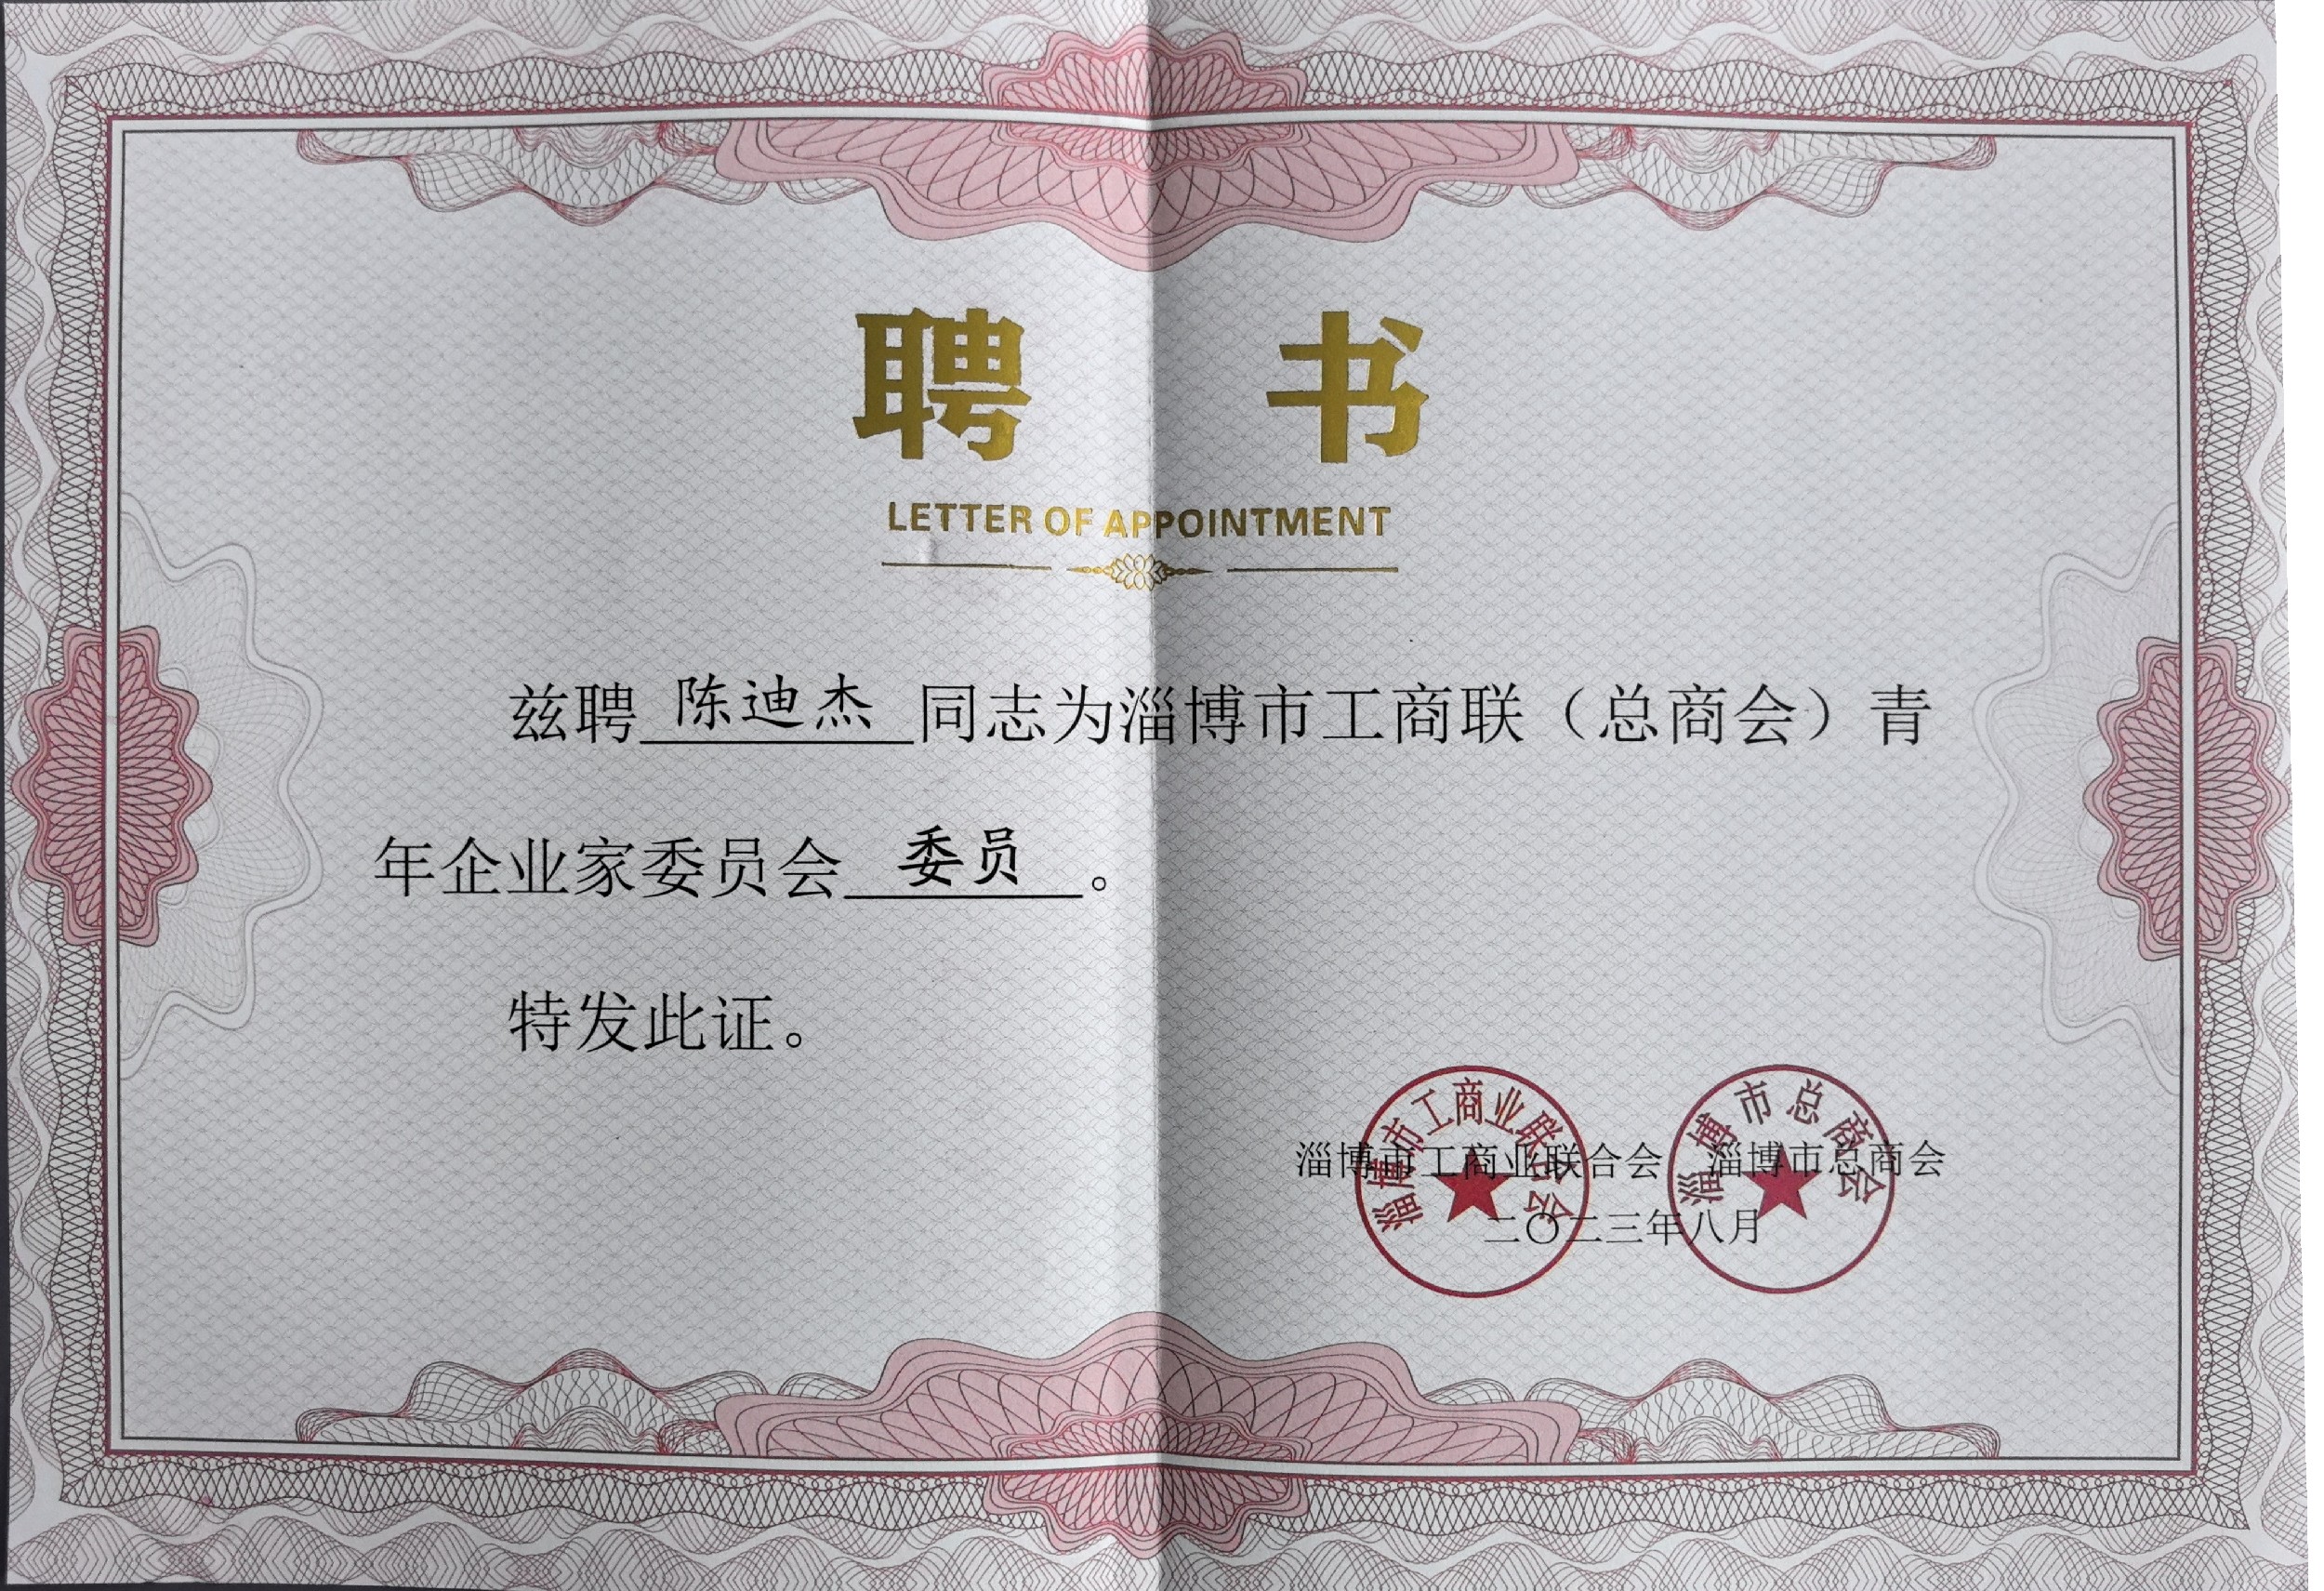 聘 书
LETTER OF APPOINTMENT
兹聘 陈迪杰 同志为淄博市工商联（总商会）青
年企业家委员会 委员 。
特发此证。
淄博市工商业联合会
淄博市总商会
淄博市工商业联合会 淄博市总商会
二〇二三年八月